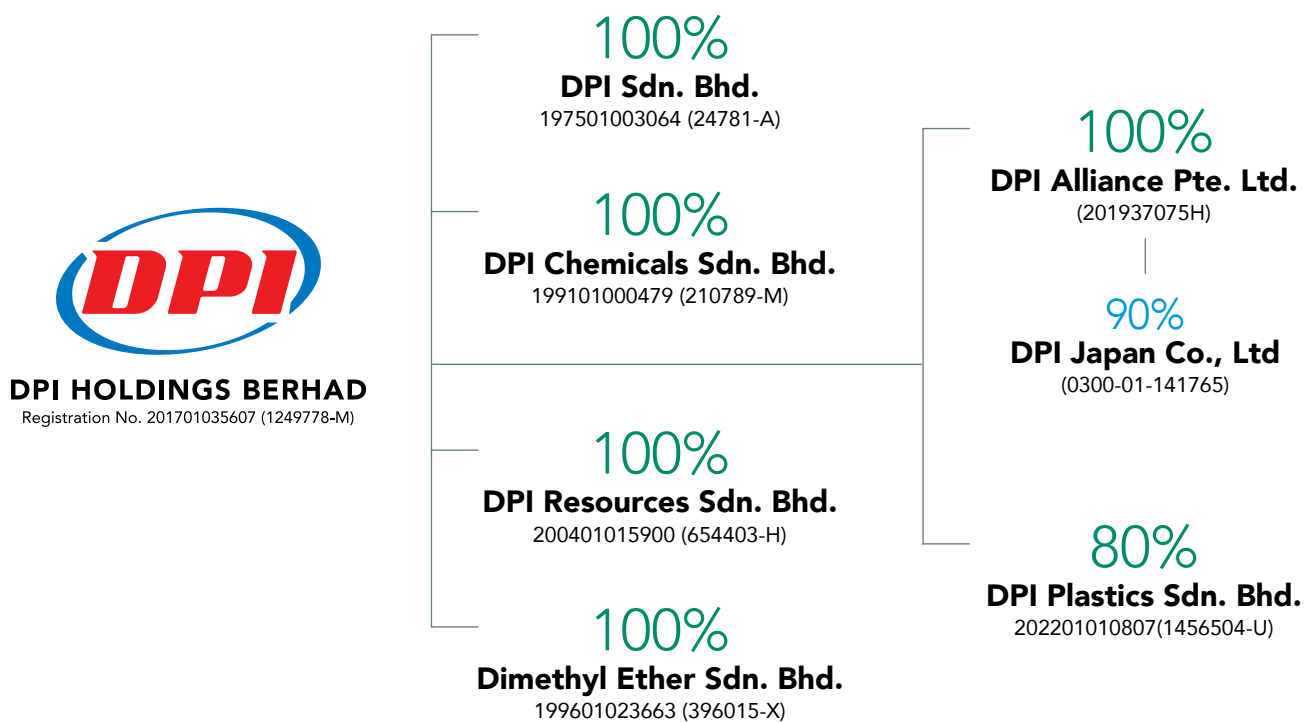 DPI
DPI HOLDINGS BERHAD
Registration No. 201701035607 (1249778-M)
100%
DPI Sdn. Bhd.
197501003064 (24781-A)
100%
DPI Chemicals Sdn. Bhd.
199101000479 (210789-M)
100%
DPI Resources Sdn. Bhd.
200401015900 (654403-H)
100%
Dimethyl Ether Sdn. Bhd.
199601023663 (396015-X)
100%
DPI Alliance Pte. Ltd.
(201937075H)
90%
DPI Japan Co., Ltd
(0300-01-141765)
80%
DPI Plastics Sdn. Bhd.
202201010807(1456504-U)